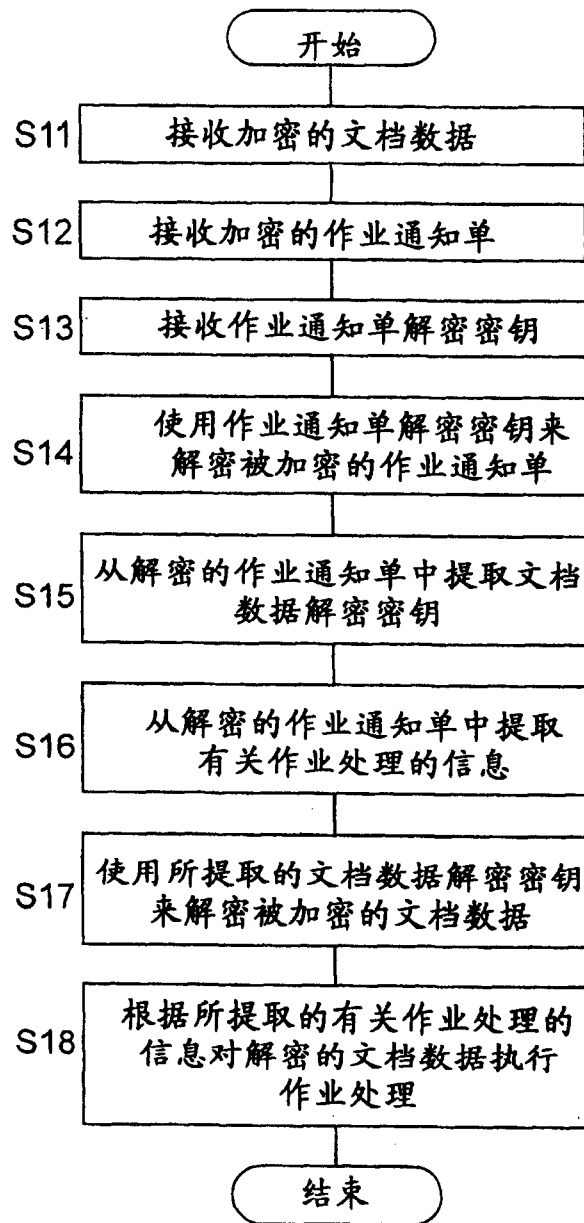 开始
S11
接收加密的文档数据
S12
接收加密的作业通知单
S13
接收作业通知单解密密钥
S14
使用作业通知单解密密钥来
解密被加密的作业通知单
S15
从解密的作业通知单中提取文档
数据解密密钥
S16
从解密的作业通知单中提取
有关作业处理的信息
S17
使用所提取的文档数据解密密钥
来解密被加密的文档数据
S18
根据所提取的有关作业处理的
信息对解密的文档数据执行
作业处理
结束